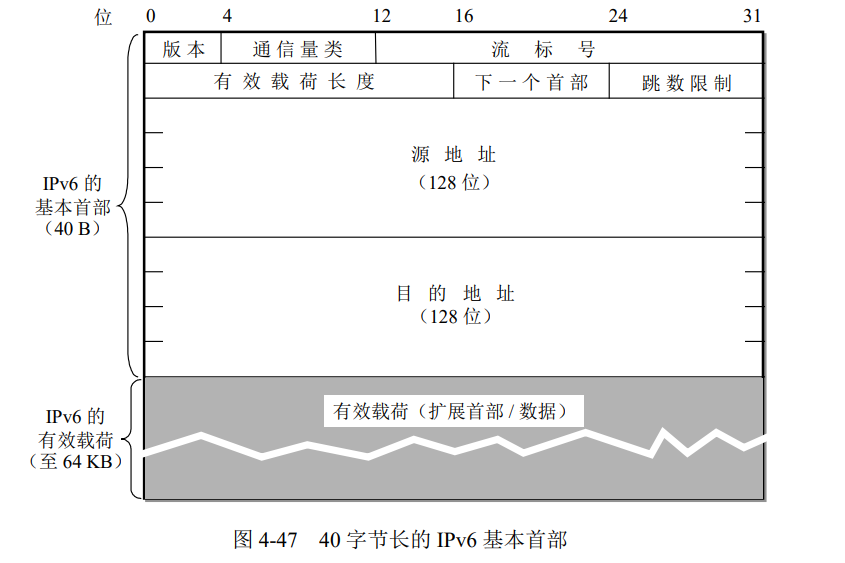 位 0 4 12 16 24 31
版本 通信量类 流标号
有效载荷长度 下一个首部 跳数限制
源地址
（128 位）
IPv6 的
基本首部
（40 B）
目的地址
（128 位）
有效载荷（扩展首部 / 数据）
IPv6 的
有效载荷
（至 64 KB）
图 4-47 40 字节长的 IPv6 基本首部